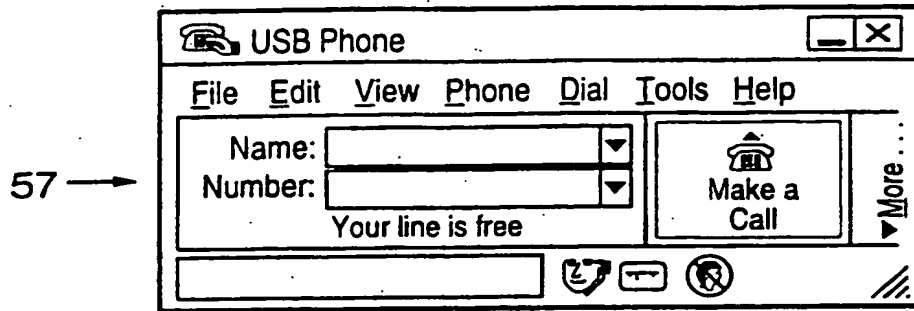 USB Phone
File Edit View Phone Dial Tools Help
Name:
Number:
Your line is free
Make a
Call
More...
57